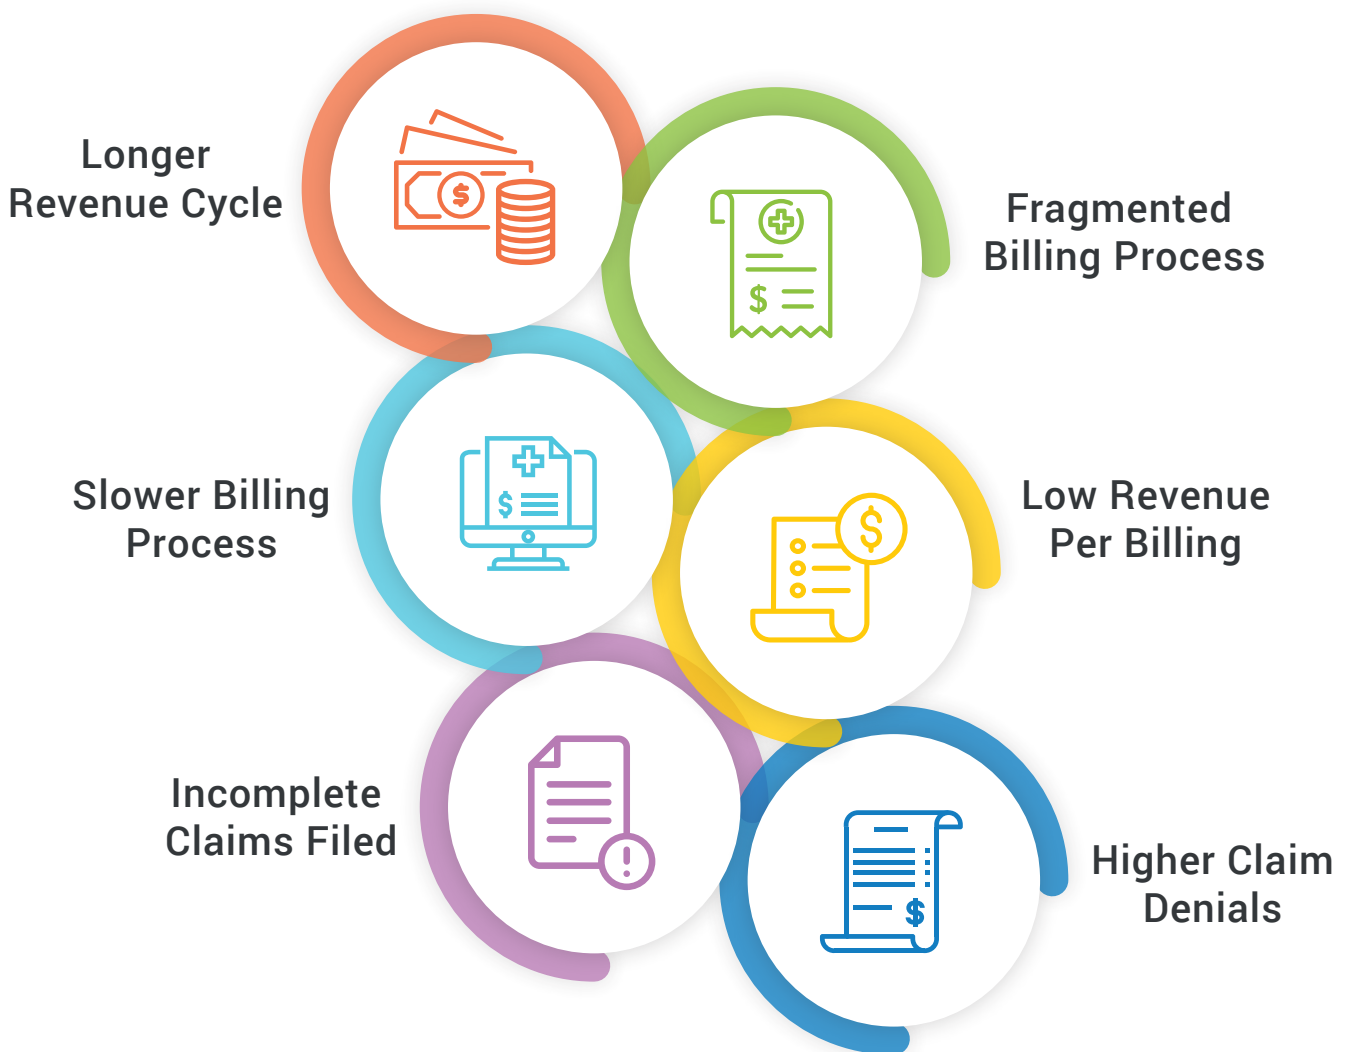 Longer
Revenue Cycle
Fragmented
Billing Process
Slower Billing
Process
Low Revenue
Per Billing
Incomplete
Claims Filed
Higher Claim
Denials